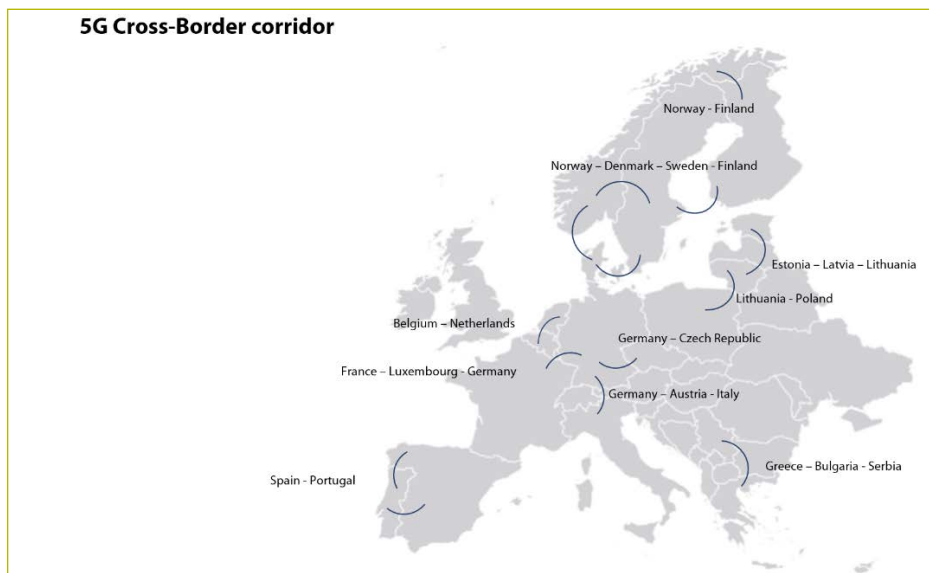 5G Cross-Border corridor
Norway - Finland
Norway – Denmark – Sweden - Finland
Estonia – Latvia – Lithuania
Lithuania - Poland
Belgium – Netherlands
Germany – Czech Republic
France – Luxembourg - Germany
Germany – Austria - Italy
Greece – Bulgaria - Serbia
Spain - Portugal